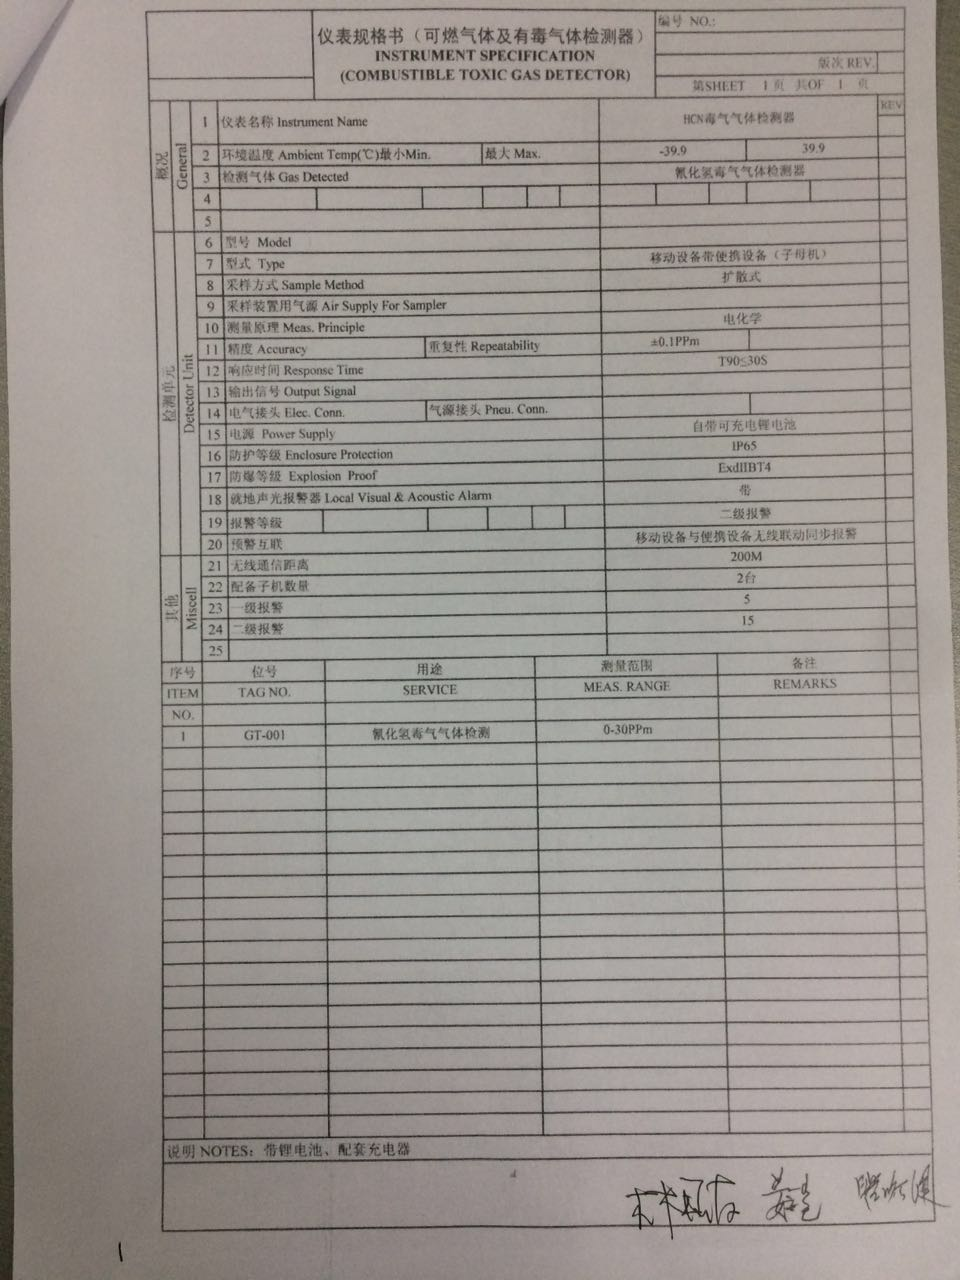 仪表规格书（可燃气体及有毒气体检测器）
INSTRUMENT SPECIFICATION
(COMBUSTIBLE TOXIC GAS DETECTOR)
编号 NO.:
版次 REV.
第SHEET 1 页 共OF 1 页
REV
概况 General
1 仪表名称 Instrument Name HCN毒气气体检测器
2 环境温度 Ambient Temp(℃)最小Min. 最大 Max. -39.9 39.9
3 检测气体 Gas Detected 氰化氢毒气气体检测器
4
5
检测单元 Detector Unit
6 型号 Model
7 型式 Type 移动设备带便携设备（子母机）
8 采样方式 Sample Method 扩散式
9 采样装置用气源 Air Supply For Sampler
10 测量原理 Meas. Principle 电化学
11 精度 Accuracy 重复性 Repeatability ±0.1PPm
12 响应时间 Response Time T90≤30S
13 输出信号 Output Signal
14 电气接头 Elec. Conn. 气源接头 Pneu. Conn.
15 电源 Power Supply 自带可充电锂电池
16 防护等级 Enclosure Protection IP65
17 防爆等级 Explosion Proof ExdIIBT4
18 就地声光报警器 Local Visual & Acoustic Alarm 带
19 报警等级 二级报警
20 预警互联 移动设备与便携设备无线联动同步报警
其他 Miscell
21 无线通信距离 200M
22 配备子机数量 2台
23 一级报警 5
24 二级报警 15
25
序号 位号 用途 测量范围 备注
ITEM TAG NO. SERVICE MEAS. RANGE REMARKS
NO.
1 GT-001 氰化氢毒气气体检测 0-30PPm
说明 NOTES: 带锂电池、配套充电器
1